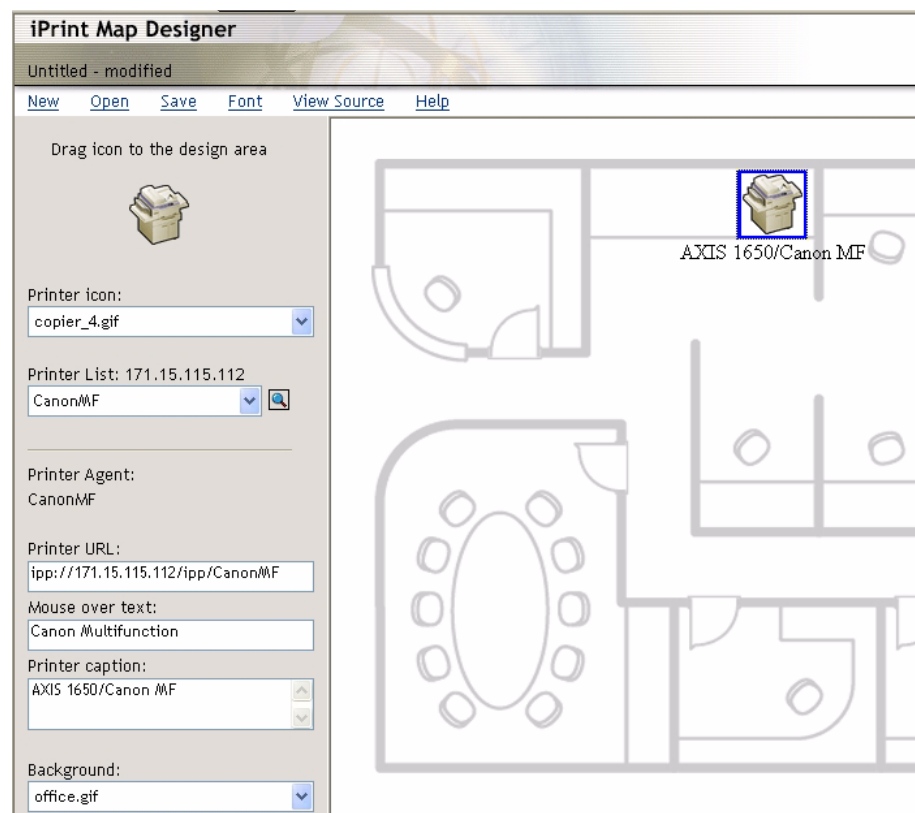 iPrint Map Designer
Untitled - modified
New Open Save Font View Source Help
Drag icon to the design area
Printer icon:
copier_4.gif
Printer List: 171.15.115.112
CanonMF
Printer Agent:
CanonMF
Printer URL:
ipp://171.15.115.112/ipp/CanonMF
Mouse over text:
Canon Multifunction
Printer caption:
AXIS 1650/Canon MF
Background:
office.gif
AXIS 1650/Canon MF